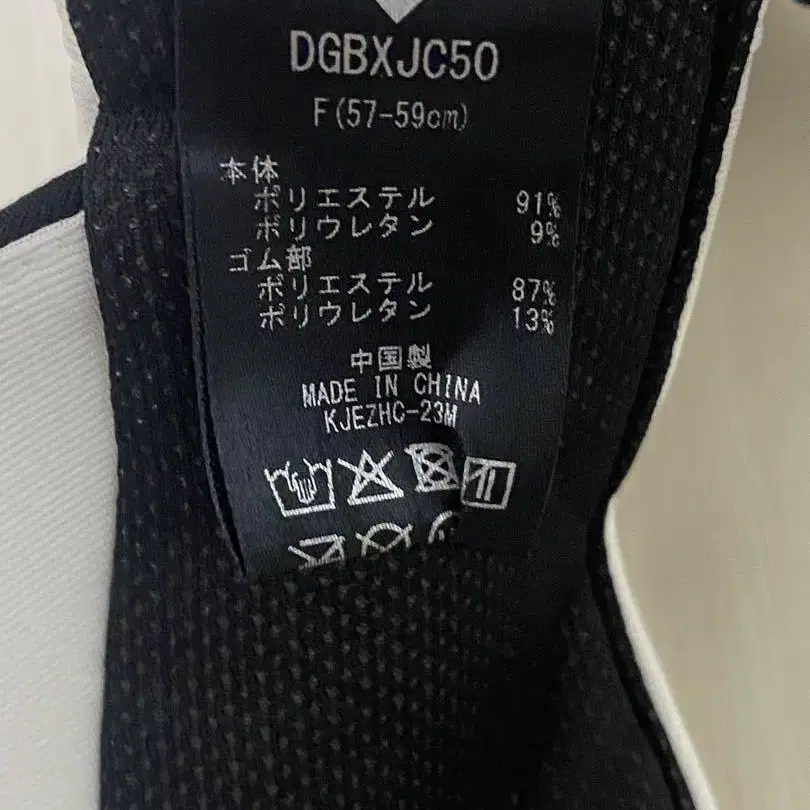 DGBXJC50
F(57-59cm)
本体
ポリエステル 91%
ポリウレタン 9%
ゴム部
ポリエステル 87%
ポリウレタン 13%
中国製
MADE IN CHINA
KJEZHC-23M